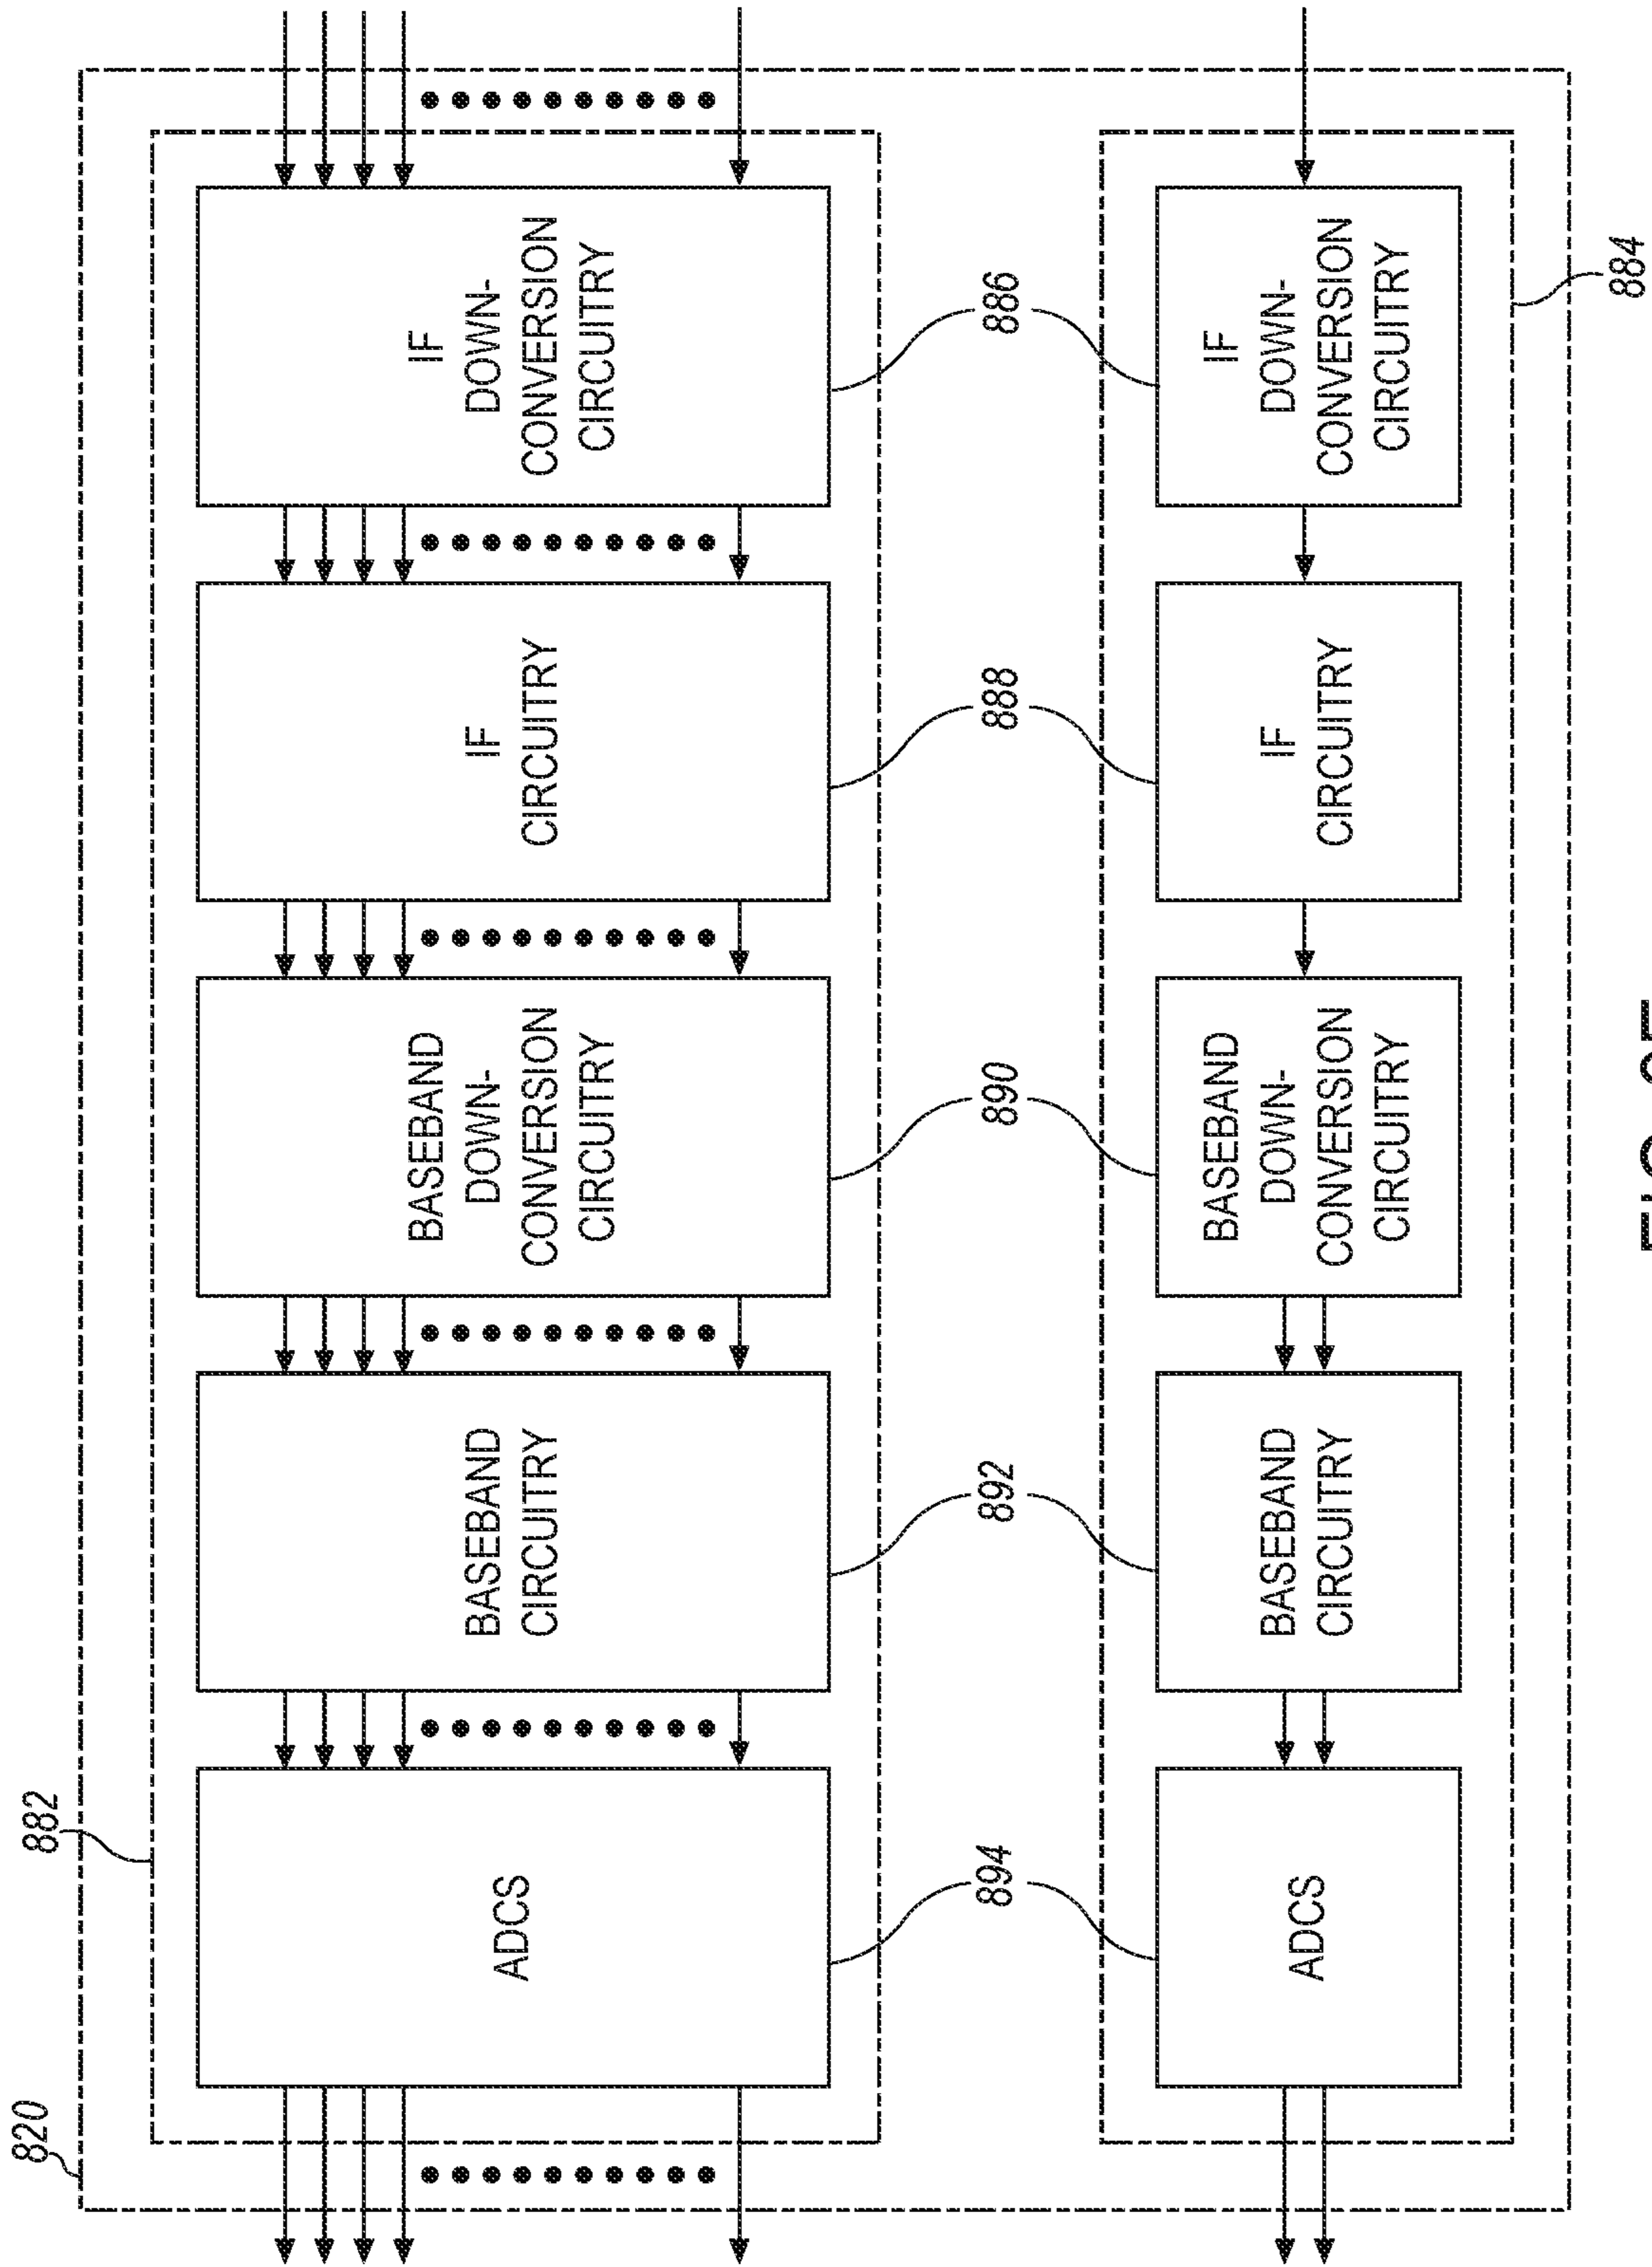 820
882
ADCS
BASEBAND
CIRCUITRY
BASEBAND
DOWN-
CONVERSION
CIRCUITRY
IF
CIRCUITRY
IF
DOWN-
CONVERSION
CIRCUITRY
894
892
890
888
886
ADCS
BASEBAND
CIRCUITRY
BASEBAND
DOWN-
CONVERSION
CIRCUITRY
IF
CIRCUITRY
IF
DOWN-
CONVERSION
CIRCUITRY
884